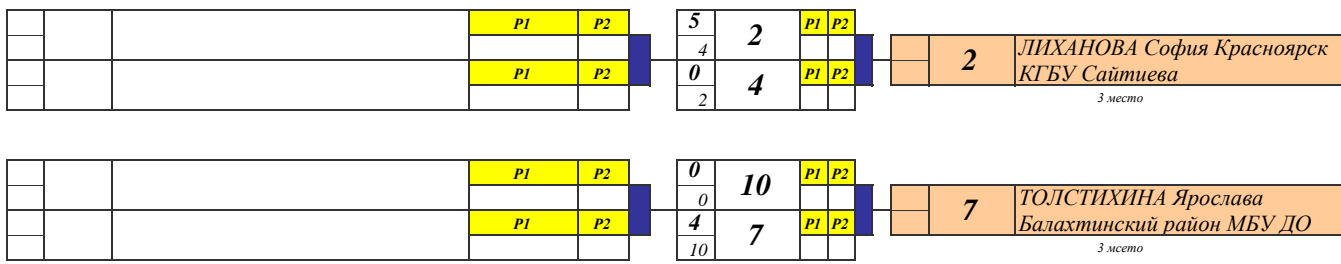 P1 P2 5 2 P1 P2
4
ЛИХАНОВА София Красноярск
2
КГБУ Сайтиева
P1 P2 0 4 P1 P2
2
3 место
P1 P2 0 10 P1 P2
0
ТОЛСТИХИНА Ярослава
7
Балахтинский район МБУ ДО
P1 P2 4 7 P1 P2
10
3 мсето